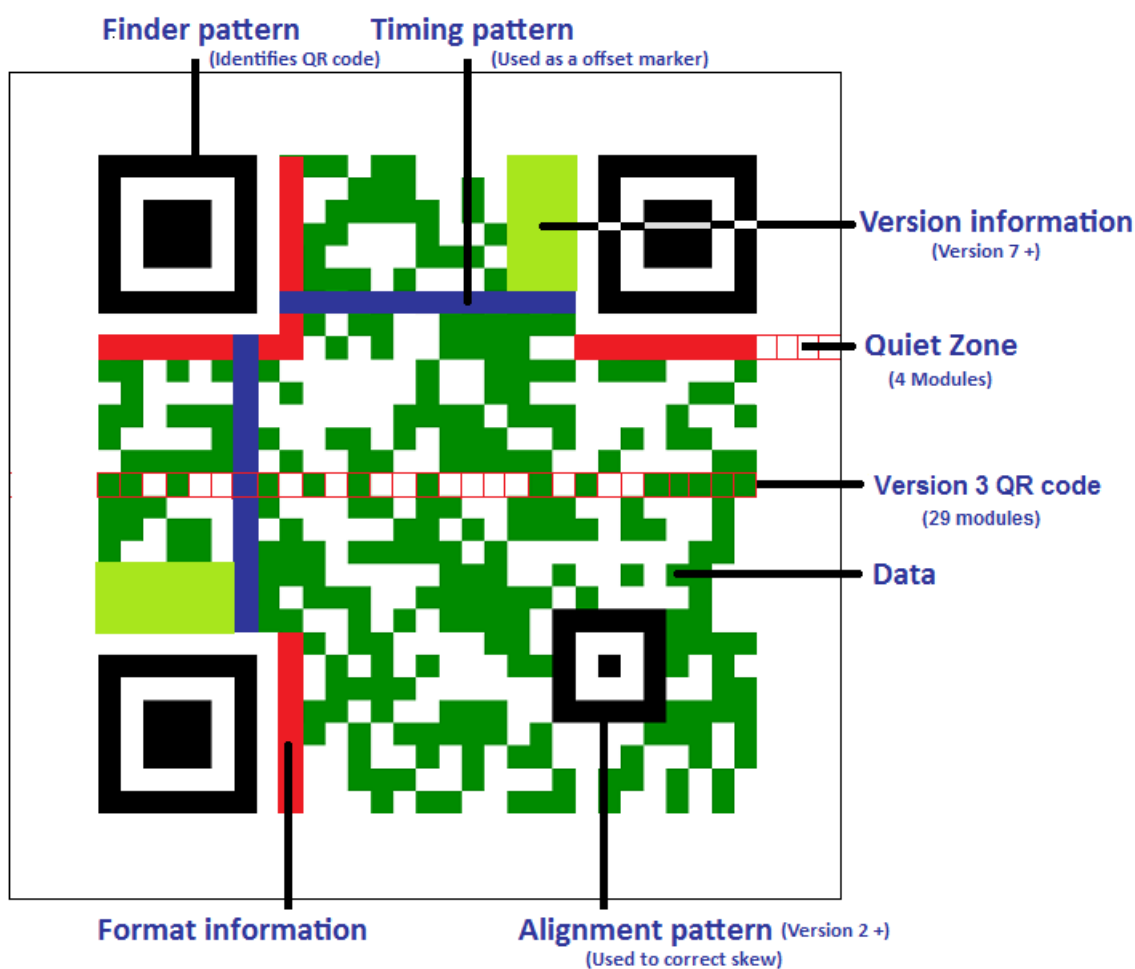 Finder pattern
(Identifies QR code)
Timing pattern
(Used as a offset marker)
Version information
(Version 7 +)
Quiet Zone
(4 Modules)
Version 3 QR code
(29 modules)
Data
Format information
Alignment pattern (Version 2 +)
(Used to correct skew)